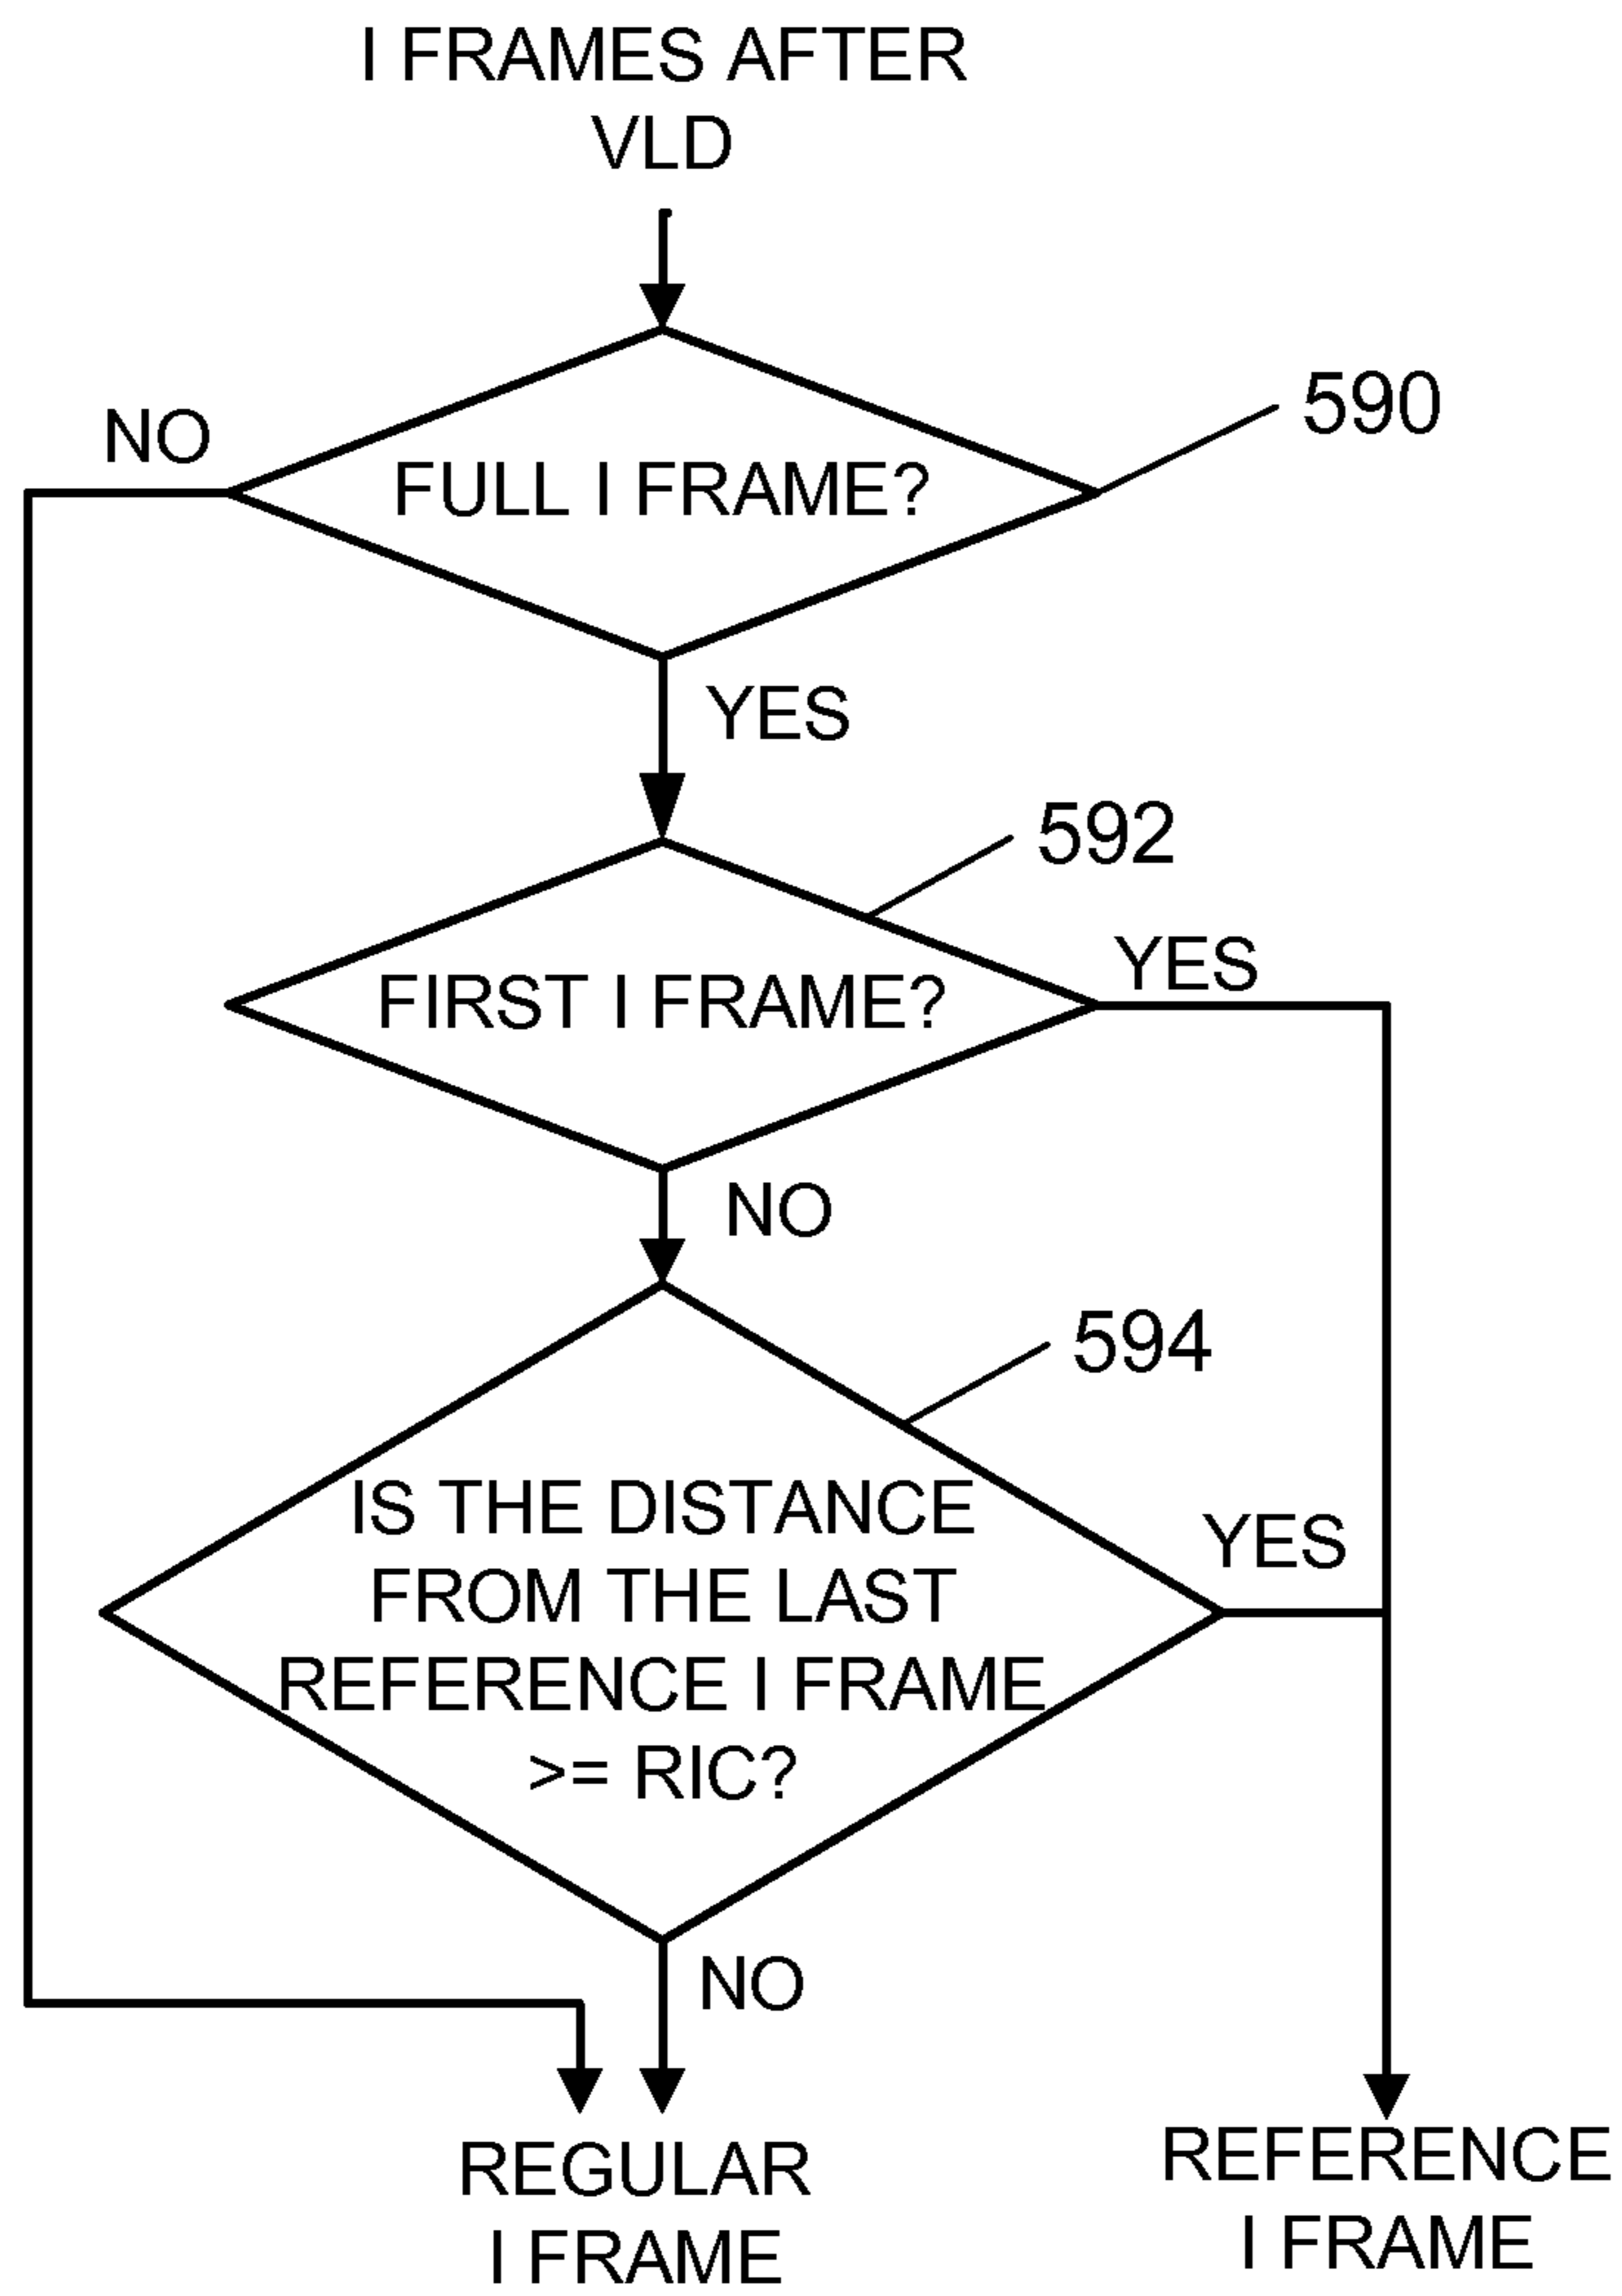 I FRAMES AFTER
VLD
NO
590
FULL I FRAME?
YES
592
YES
FIRST I FRAME?
NO
594
IS THE DISTANCE
FROM THE LAST
REFERENCE I FRAME
>= RIC?
YES
NO
REGULAR
I FRAME
REFERENCE
I FRAME